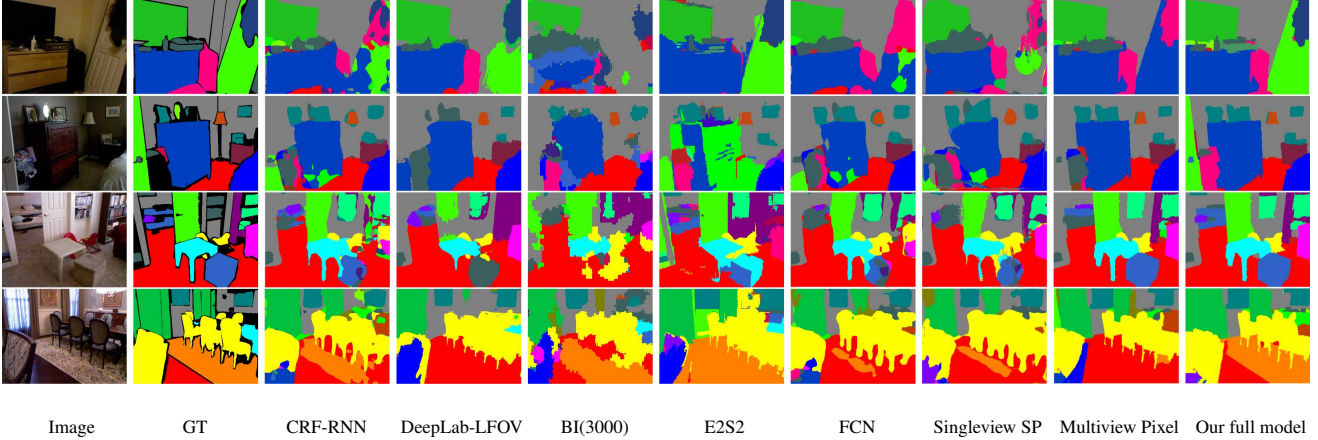 Image GT CRF-RNN DeepLab-LFOV BI(3000) E2S2 FCN Singleview SP Multiview Pixel Our full model